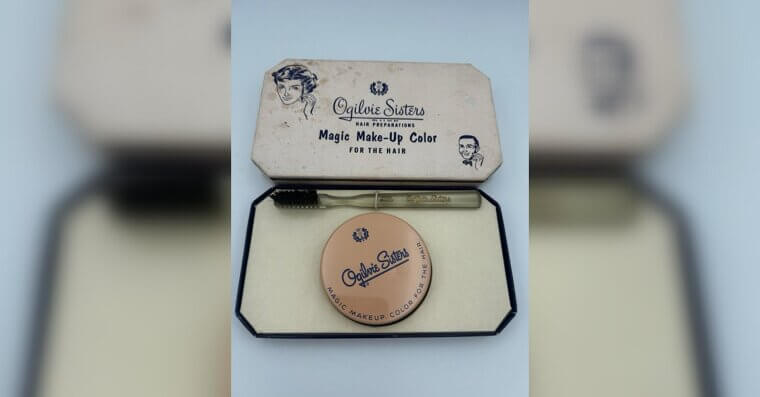 Ogilvie Sisters
HAIR PREPARATIONS
Magic Make-Up Color
FOR THE HAIR
Ogilvie Sisters
Ogilvie Sisters
MAGIC MAKEUP COLOR FOR THE HAIR